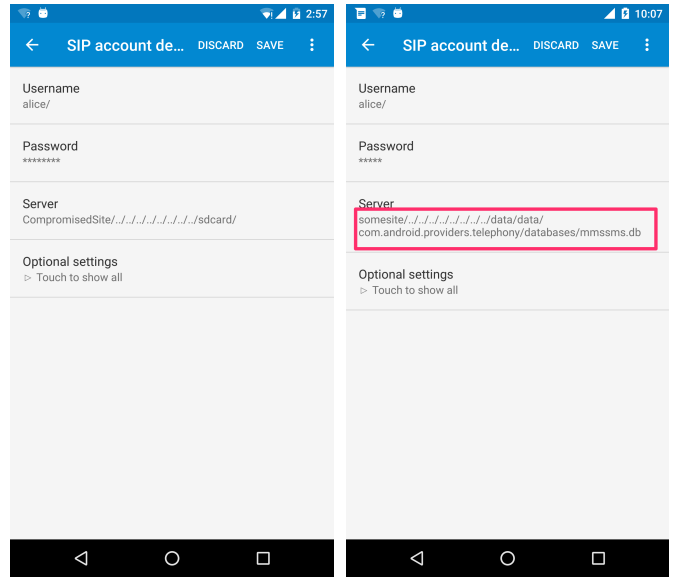 2:57
SIP account de... DISCARD SAVE
Username
alice/
Password
********
Server
CompromisedSite/../../../../../../../../sdcard/
Optional settings
▷ Touch to show all
10:07
SIP account de... DISCARD SAVE
Username
alice/
Password
*****
Server
somesite/../../../../../../../../data/data/
com.android.providers.telephony/databases/mmssms.db
Optional settings
▷ Touch to show all